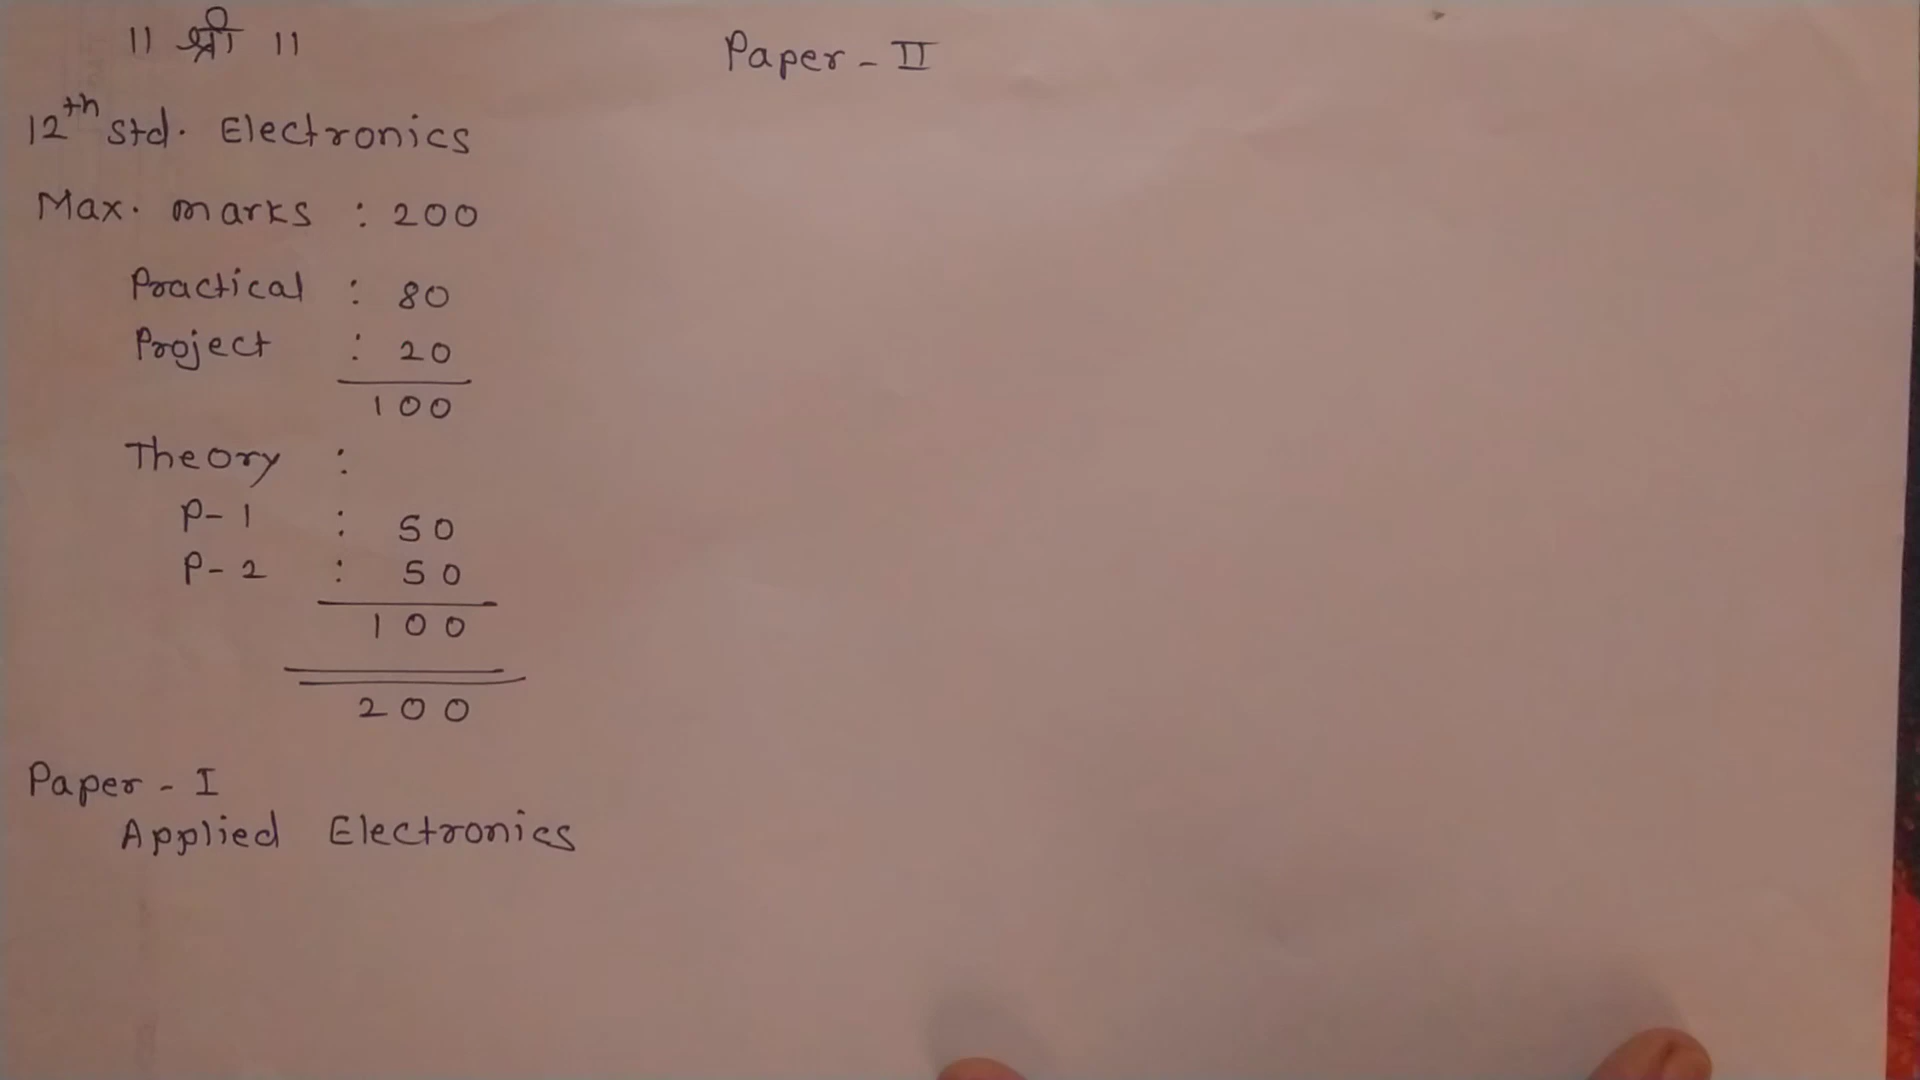 ॥ श्री ॥
12th std. Electronics
Max. marks : 200
Practical : 80
Project : 20
100
Theory :
P-1 : 50
P-2 : 50
100
200
Paper - I
Applied Electronics
Paper - II